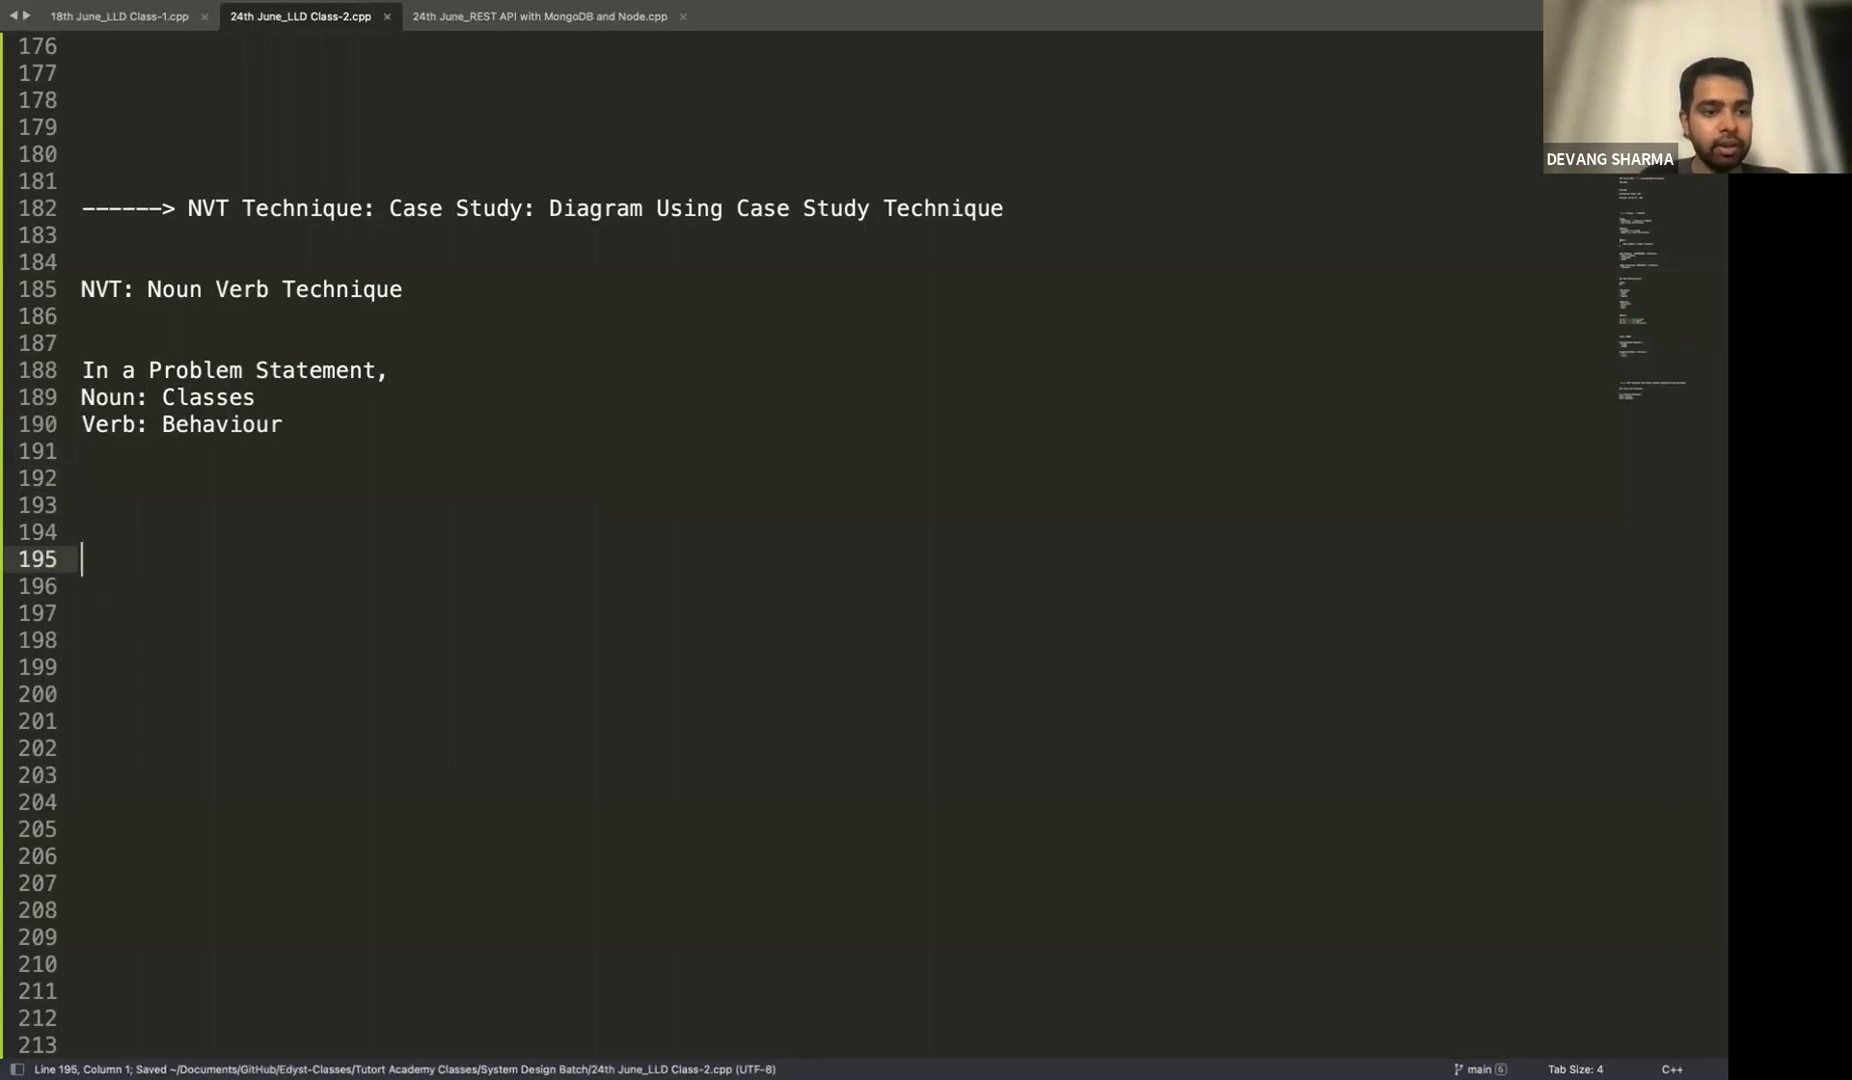 18th June_LLD Class-1.cpp
24th June_LLD Class-2.cpp
24th June_REST API with MongoDB and Node.cpp
DEVANG SHARMA
176
177
178
179
180
181
182 ------> NVT Technique: Case Study: Diagram Using Case Study Technique
183
184
185 NVT: Noun Verb Technique
186
187
188 In a Problem Statement,
189 Noun: Classes
190 Verb: Behaviour
191
192
193
194
195
196
197
198
199
200
201
202
203
204
205
206
207
208
209
210
211
212
213
Line 195, Column 1; Saved ~/Documents/GitHub/Edyst-Classes/Tutort Academy Classes/System Design Batch/24th June_LLD Class-2.cpp (UTF-8)
main 5
Tab Size: 4
C++